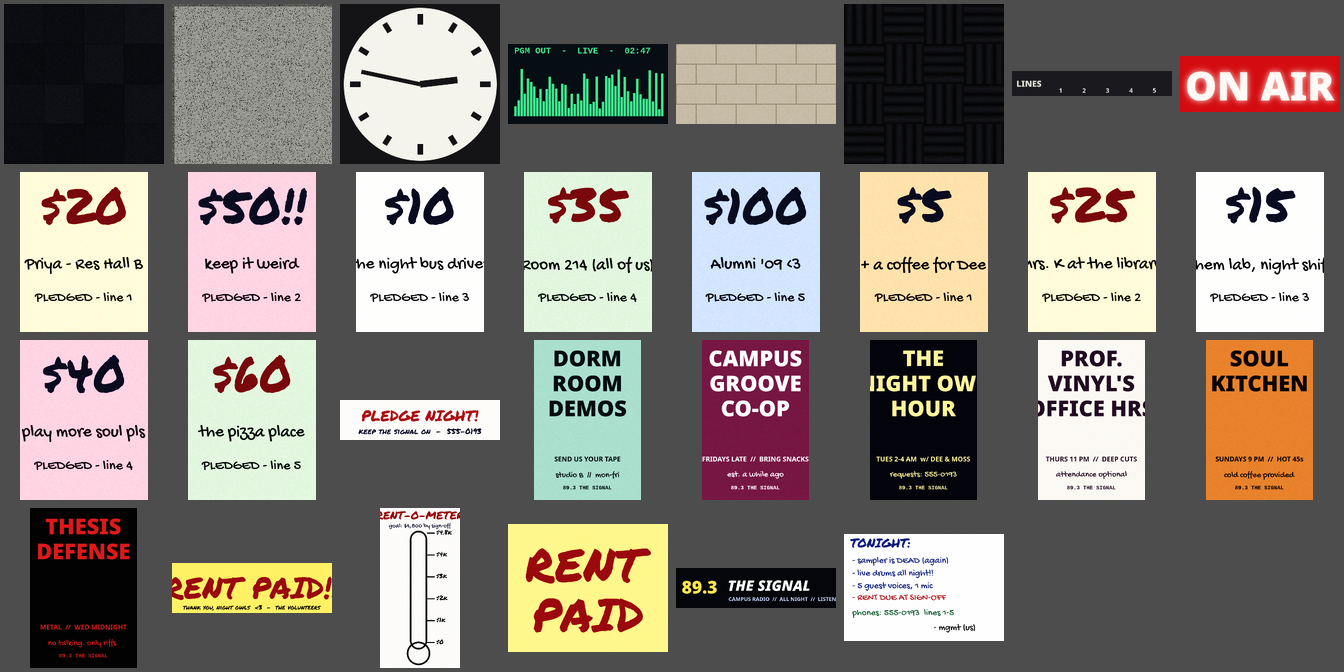 PGM OUT - LIVE - 02:47
LINES
1 2 3 4 5
ON AIR
$20
Priya - Res Hall B
PLEDGED - line 1
$50!!
keep it weird
PLEDGED - line 2
$10
he night bus drive
PLEDGED - line 3
$35
Room 214 (all of us)
PLEDGED - line 4
$100
Alumni '09 <3
PLEDGED - line 5
$5
+ a coffee for Dee
PLEDGED - line 1
$25
rs. K at the librar
PLEDGED - line 2
$15
hem lab, night shif
PLEDGED - line 3
$40
play more soul pls
PLEDGED - line 4
$60
the pizza place
PLEDGED - line 5
PLEDGE NIGHT!
KEEP THE SIGNAL ON - 555-0193
DORM
ROOM
DEMOS
SEND US YOUR TAPE
studio B // mon-fri
89.3 THE SIGNAL
CAMPUS
GROOVE
CO-OP
FRIDAYS LATE // BRING SNACKS
est. a while ago
89.3 THE SIGNAL
THE
NIGHT OW
HOUR
TUES 2-4 AM w/ DEE & MOSS
requests: 555-0193
89.3 THE SIGNAL
PROF.
VINYL'S
OFFICE HRS
THURS 11 PM // DEEP CUTS
attendance optional
89.3 THE SIGNAL
SOUL
KITCHEN
SUNDAYS 9 PM // HOT 45s
cold coffee provided
89.3 THE SIGNAL
THESIS
DEFENSE
METAL // WED MIDNIGHT
no talking. only riffs.
89.3 THE SIGNAL
RENT PAID!
THANK YOU, NIGHT OWLS <3 - THE VOLUNTEERS
RENT-O-METER
goal: $4,800 by sign-off
$4.8K
$4K
$3K
$2K
$1K
$0
RENT
PAID
89.3 THE SIGNAL
CAMPUS RADIO // ALL NIGHT // LISTEN
TONIGHT:
- sampler is DEAD (again)
- live drums all night!!
- 5 guest voices, 1 mic
- RENT DUE AT SIGN-OFF
phones: 555-0193 lines 1-5
- mgmt (us)